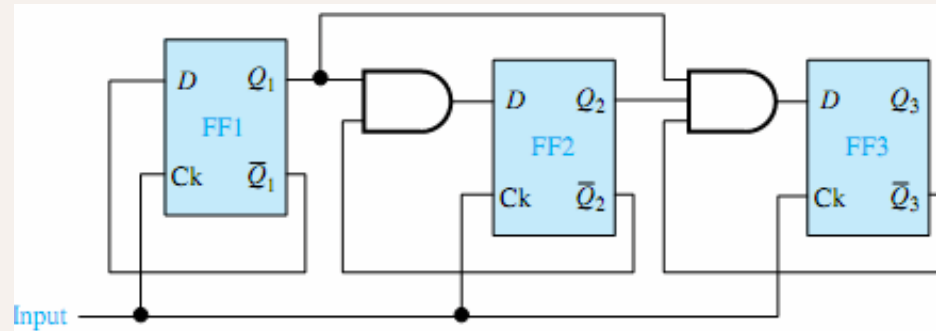 D Q₁ D Q₂ D Q₃
FF1 FF2 FF3
Ck Q̅₁ Ck Q̅₂ Ck Q̅₃
Input